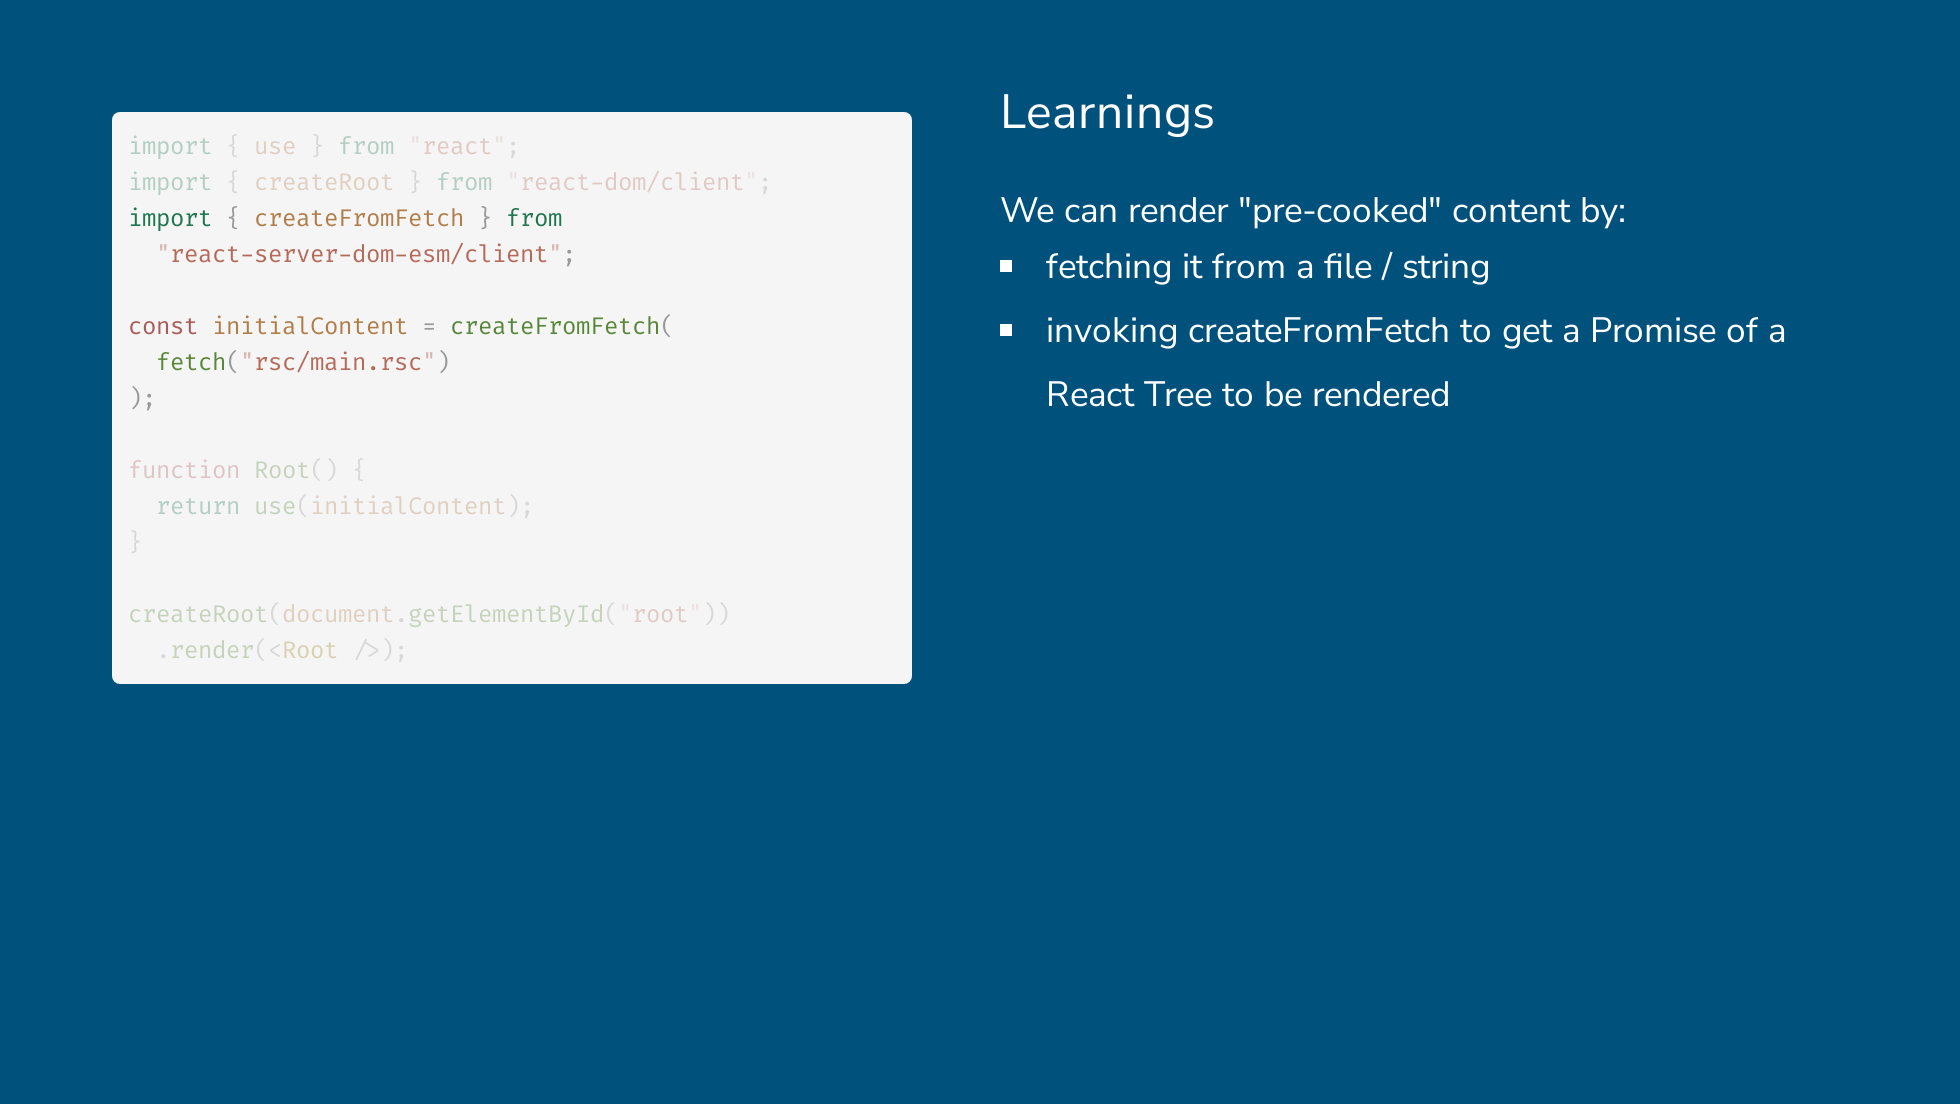 import { use } from "react";
import { createRoot } from "react-dom/client";
import { createFromFetch } from
  "react-server-dom-esm/client";

const initialContent = createFromFetch(
  fetch("rsc/main.rsc")
);

function Root() {
  return use(initialContent);
}

createRoot(document.getElementById("root"))
  .render(<Root />);

Learnings
We can render "pre-cooked" content by:
▪ fetching it from a file / string
▪ invoking createFromFetch to get a Promise of a
React Tree to be rendered